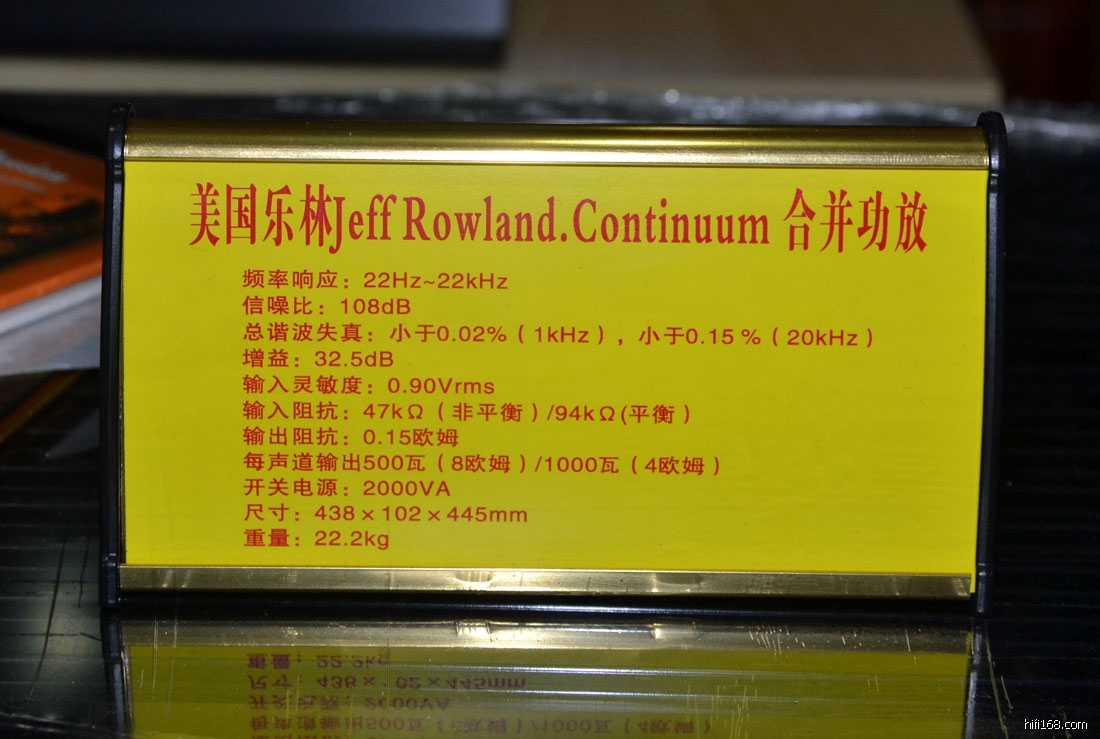 美国乐林Jeff Rowland.Continuum 合并功放
频率响应：22Hz~22kHz
信噪比：108dB
总谐波失真：小于0.02%（1kHz），小于0.15 %（20kHz）
增益：32.5dB
输入灵敏度：0.90Vrms
输入阻抗：47kΩ（非平衡）/94kΩ(平衡）
输出阻抗：0.15欧姆
每声道输出500瓦（8欧姆）/1000瓦（4欧姆）
开关电源：2000VA
尺寸：438×102×445mm
重量：22.2kg
hifi168.com